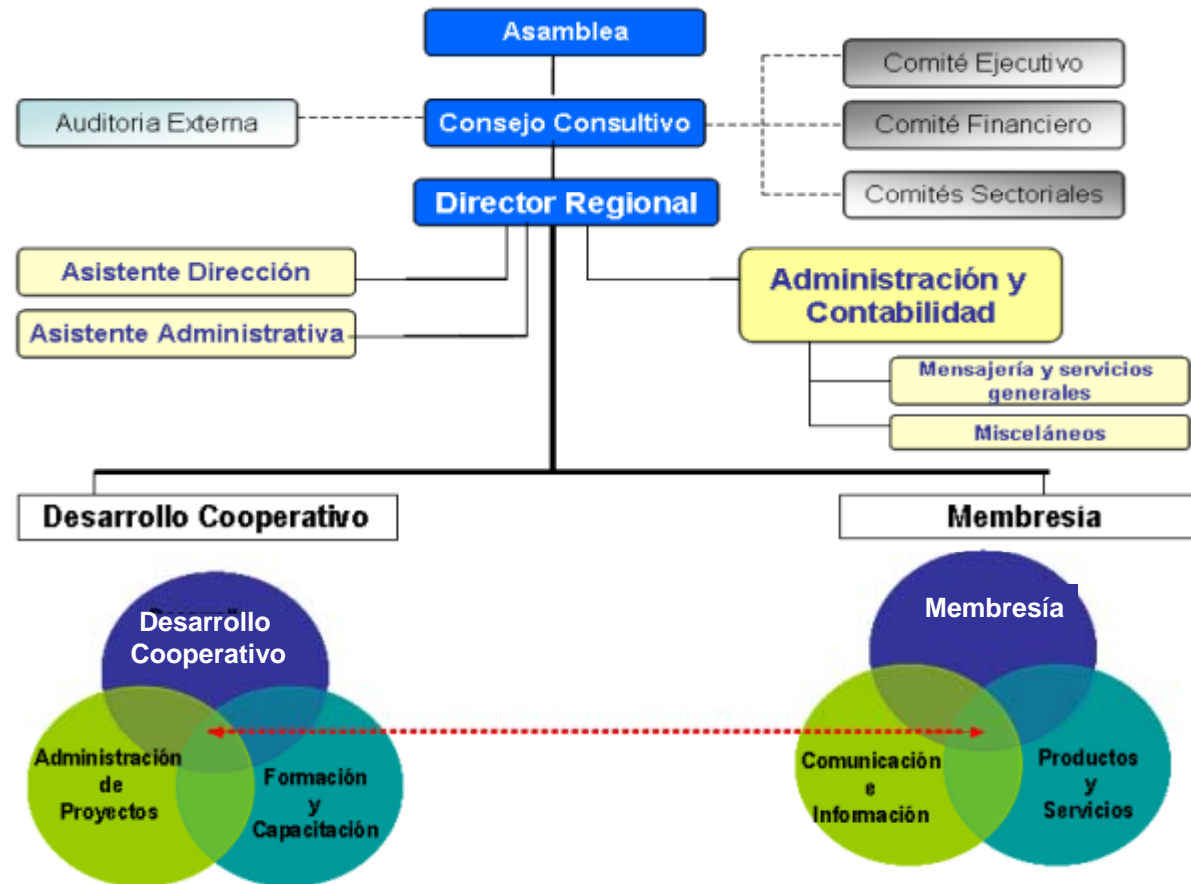 Asamblea
Comité Ejecutivo
Auditoria Externa
Consejo Consultivo
Comité Financiero
Director Regional
Comités Sectoriales
Asistente Dirección
Administración y
Contabilidad
Asistente Administrativa
Mensajería y servicios
generales
Misceláneos
Desarrollo Cooperativo
Membresía
Desarrollo
Cooperativo
Administración
de
Proyectos
Formación
y
Capacitación
Membresía
Comunicación
e
Información
Productos
y
Servicios